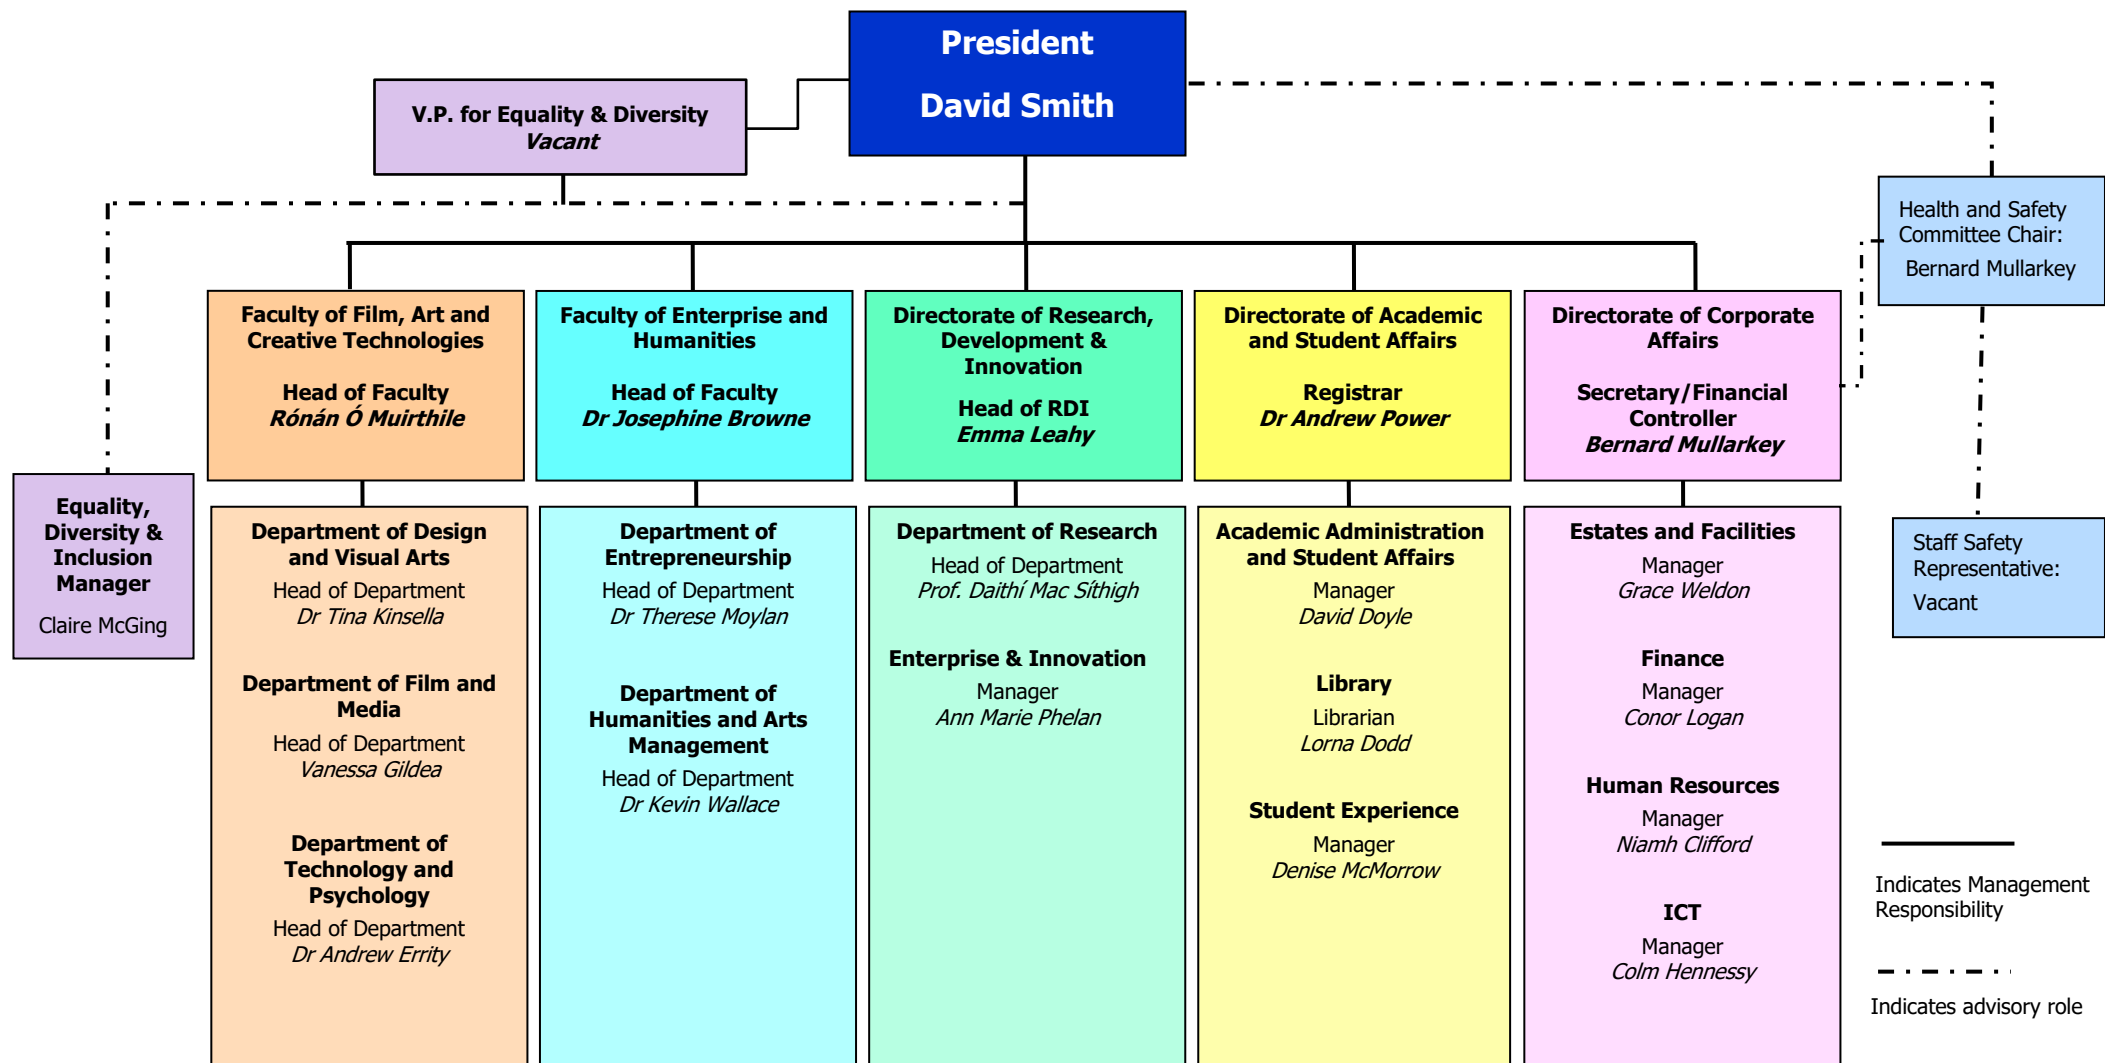 President
David Smith
V.P. for Equality & Diversity
Vacant
Health and Safety
Committee Chair:
Bernard Mullarkey
Faculty of Film, Art and
Creative Technologies
Head of Faculty
Rónán Ó Muirthile
Faculty of Enterprise and
Humanities
Head of Faculty
Dr Josephine Browne
Directorate of Research,
Development &
Innovation
Head of RDI
Emma Leahy
Directorate of Academic
and Student Affairs
Registrar
Dr Andrew Power
Directorate of Corporate
Affairs
Secretary/Financial
Controller
Bernard Mullarkey
Equality,
Diversity &
Inclusion
Manager
Claire McGing
Department of Design
and Visual Arts
Head of Department
Dr Tina Kinsella
Department of Film and
Media
Head of Department
Vanessa Gildea
Department of
Technology and
Psychology
Head of Department
Dr Andrew Errity
Department of
Entrepreneurship
Head of Department
Dr Therese Moylan
Department of
Humanities and Arts
Management
Head of Department
Dr Kevin Wallace
Department of Research
Head of Department
Prof. Daithí Mac Síthigh
Enterprise & Innovation
Manager
Ann Marie Phelan
Academic Administration
and Student Affairs
Manager
David Doyle
Library
Librarian
Lorna Dodd
Student Experience
Manager
Denise McMorrow
Estates and Facilities
Manager
Grace Weldon
Finance
Manager
Conor Logan
Human Resources
Manager
Niamh Clifford
ICT
Manager
Colm Hennessy
Staff Safety
Representative:
Vacant
Indicates Management
Responsibility
Indicates advisory role